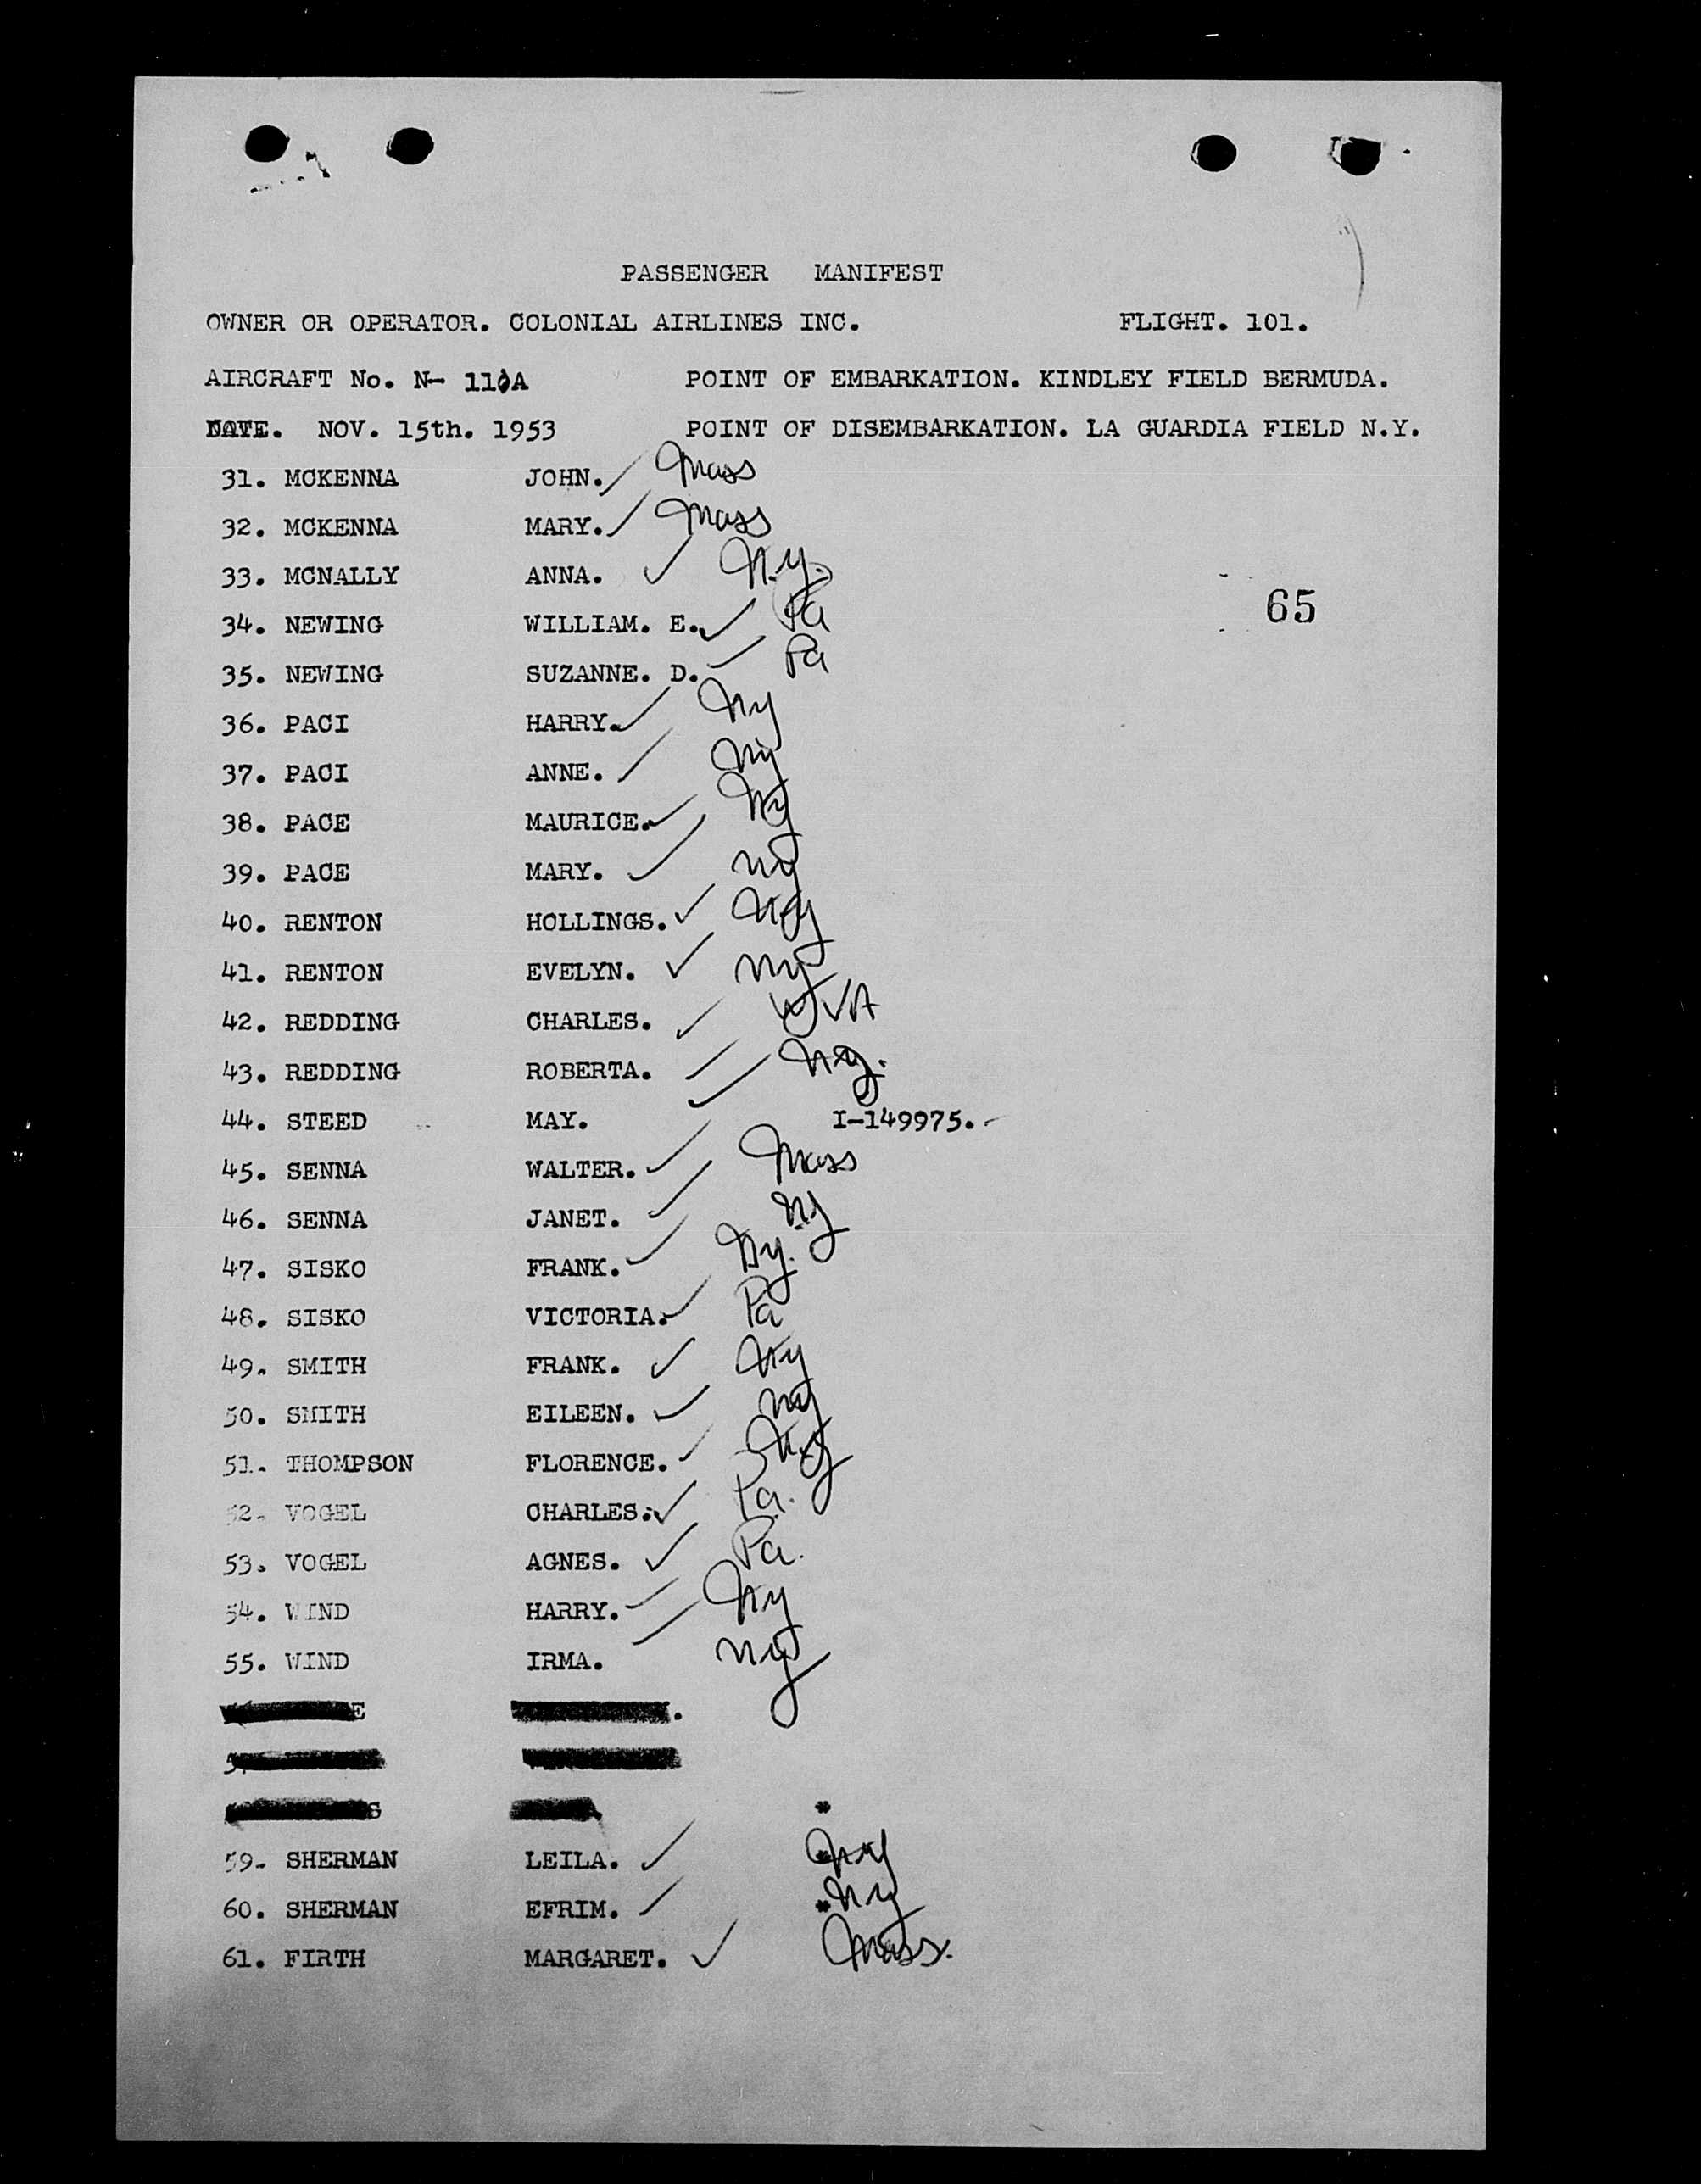 PASSENGER MANIFEST
OWNER OR OPERATOR. COLONIAL AIRLINES INC. FLIGHT. 101.
AIRCRAFT No. N- POINT OF EMBARKATION. KINDLEY FIELD BERMUDA.
DATE. NOV. 15th. 1953 POINT OF DISEMBARKATION. LA GUARDIA FIELD N.Y.
31. MCKENNA JOHN. Mass
32. MCKENNA MARY. Mass
33. MCNALLY ANNA. N.Y.
65
34. NEWING WILLIAM. E. Pa
35. NEWING SUZANNE. D. Pa
36. PACI HARRY. Ny
37. PACI ANNE. Ny
38. PACE MAURICE. Ny
39. PACE MARY. ny
40. RENTON HOLLINGS. Ny
41. RENTON EVELYN. ny
42. REDDING CHARLES. W VA
43. REDDING ROBERTA. Ny.
44. STEED MAY. I-149975.-
45. SENNA WALTER. Mass
46. SENNA JANET. Ny
47. SISKO FRANK. Ny.
48. SISKO VICTORIA. Pa
49. SMITH FRANK. Ny
50. SMITH EILEEN. ny
51. THOMPSON FLORENCE. Ny
52. VOGEL CHARLES. Pa.
53. VOGEL AGNES. Pa.
54. WIND HARRY. Ny
55. WIND IRMA. ny
*
59. SHERMAN LEILA. * Ny
60. SHERMAN EFRIM. * Ny
61. FIRTH MARGARET. Mass.